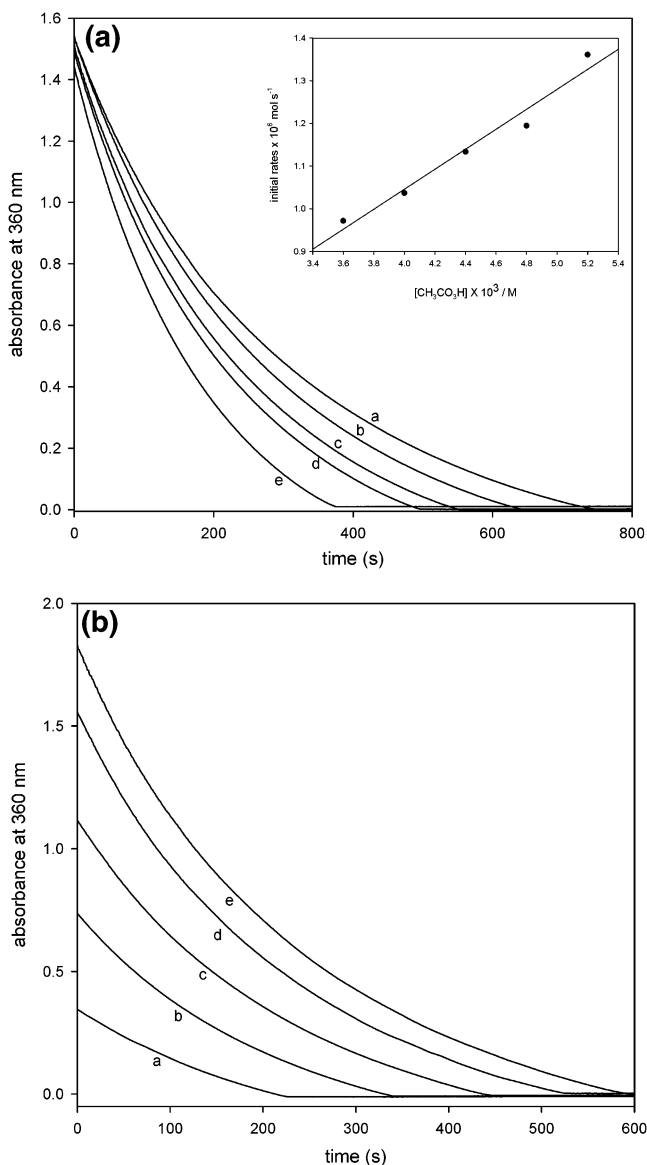 (a)
absorbance at 360 nm
1.6
1.4
1.2
1.0
0.8
0.6
0.4
0.2
0.0
0 200 400 600 800
time (s)
a
b
c
d
e
initial rates x 10⁶ mol s⁻¹
1.4
1.3
1.2
1.1
1.0
0.9
3.4 3.6 3.8 4.0 4.2 4.4 4.6 4.8 5.0 5.2 5.4
[CH₃CO₃H] X 10³ / M
(b)
absorbance at 360 nm
2.0
1.5
1.0
0.5
0.0
e
d
c
b
a
0 100 200 300 400 500 600
time (s)